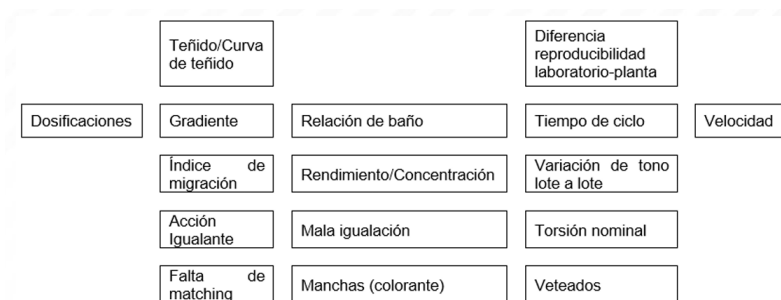 Teñido/Curva
de teñido
Diferencia
reproducibilidad
laboratorio-planta
Dosificaciones
Gradiente
Relación de baño
Tiempo de ciclo
Velocidad
Índice de
migración
Rendimiento/Concentración
Variación de tono
lote a lote
Acción
Igualante
Mala igualación
Torsión nominal
Falta de
matching
Manchas (colorante)
Veteados